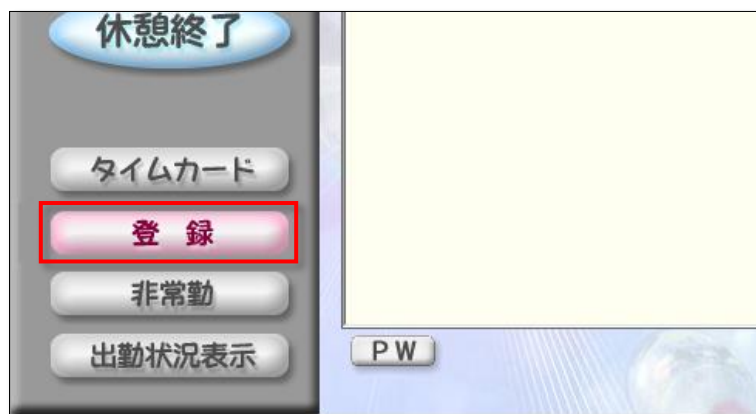 休憩終了
タイムカード
登 録
非常勤
出勤状況表示
PW